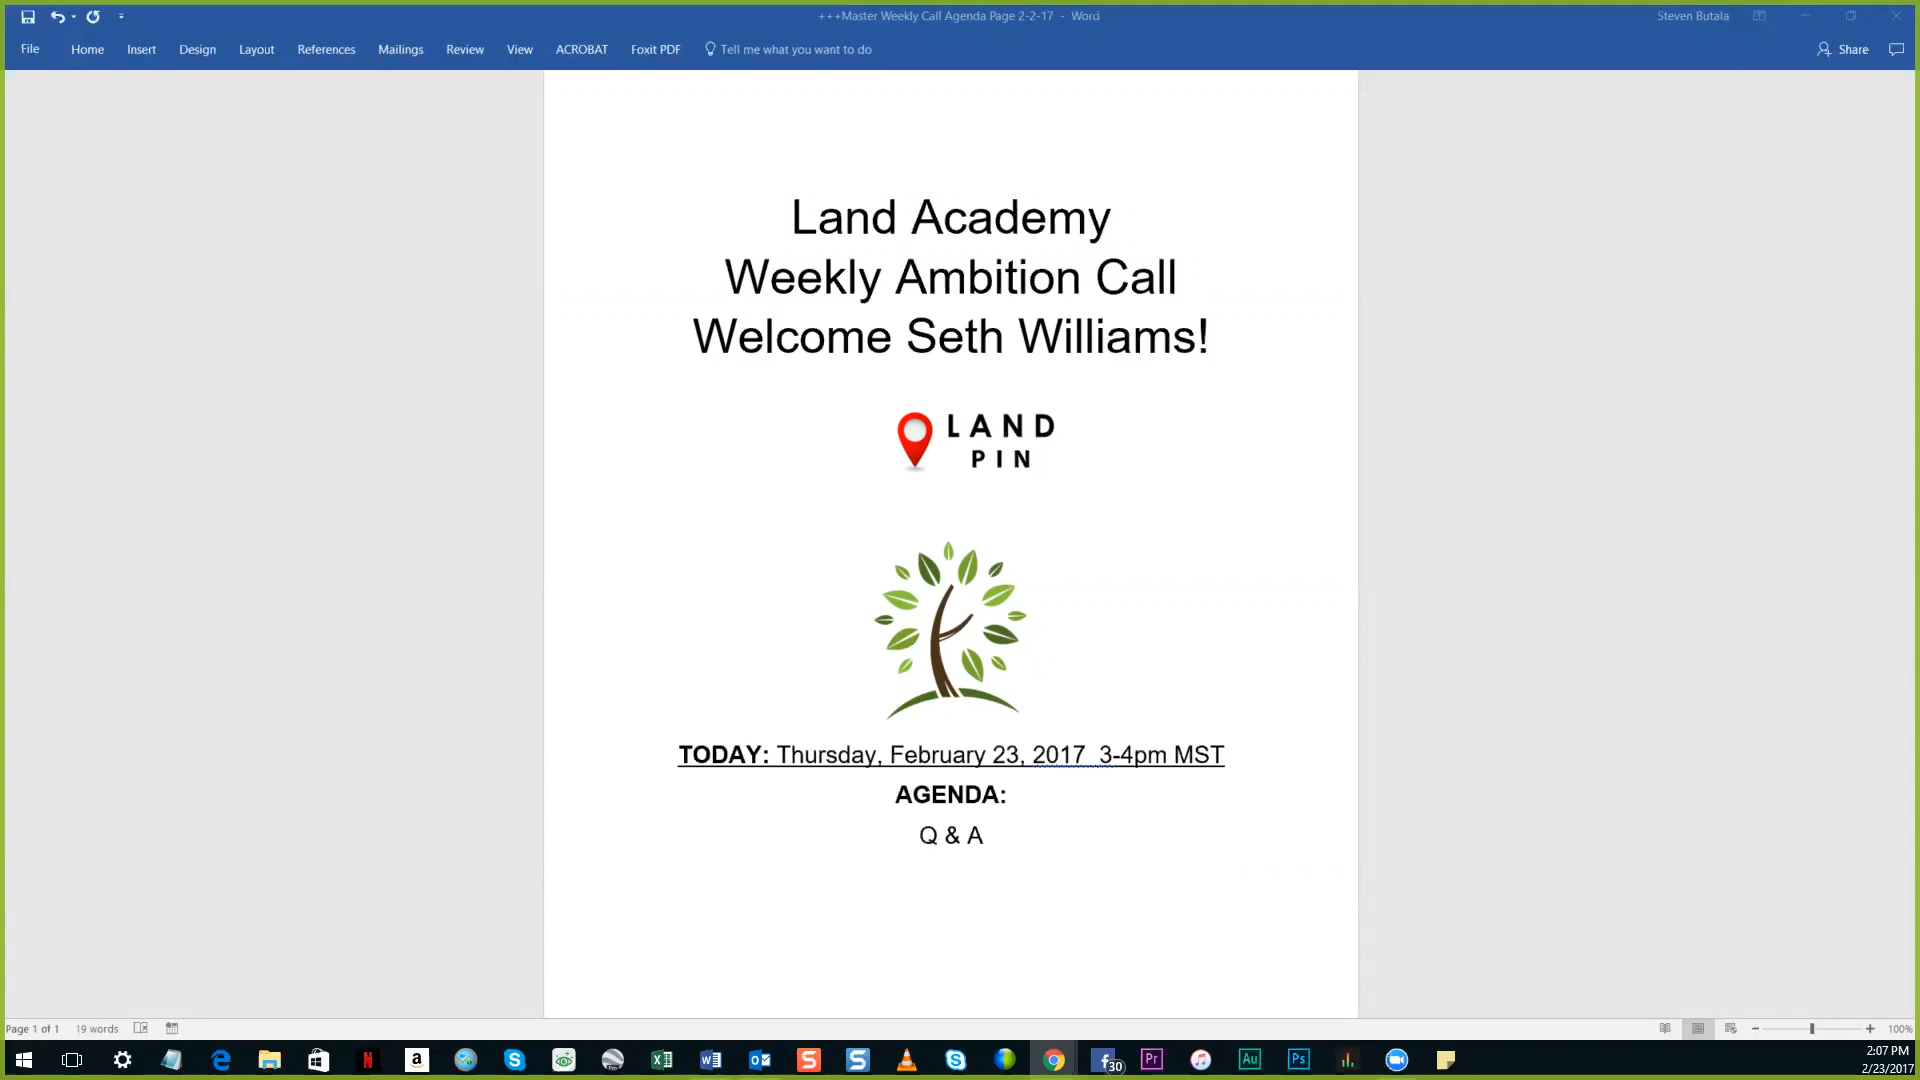 +++Master Weekly Call Agenda Page 2-2-17 - Word
Steven Butala
File Home Insert Design Layout References Mailings Review View ACROBAT Foxit PDF Tell me what you want to do
Share
Land Academy
Weekly Ambition Call
Welcome Seth Williams!
LAND
PIN
TODAY: Thursday, February 23, 2017 3-4pm MST
AGENDA:
Q & A
Page 1 of 1 19 words
100%
30
2:07 PM
2/23/2017